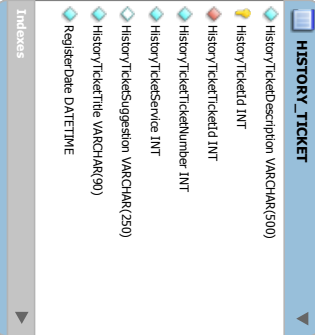 HISTORY_TICKET
HistoryTicketDescription VARCHAR(500)
HistoryTicketId INT
HistoryTicketTicketId INT
HistoryTicketTicketNumber INT
HistoryTicketService INT
HistoryTicketSuggestion VARCHAR(250)
HistoryTicketTitle VARCHAR(90)
RegisterDate DATETIME
Indexes